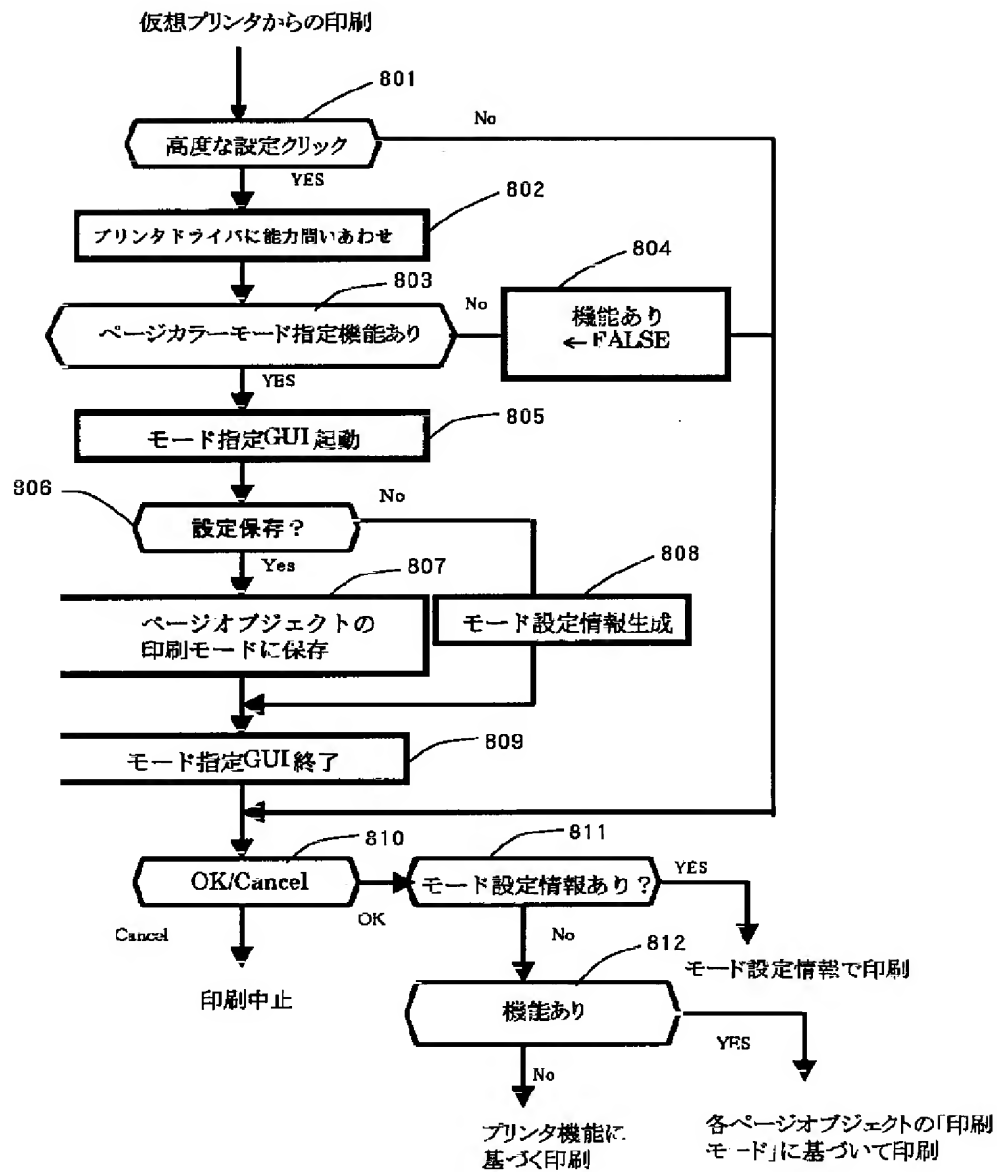 仮想プリンタからの印刷
801
No
高度な設定クリック
YES
802
プリンタドライバに能力問いあわせ
804
803
No
機能あり
←FALSE
ページカラーモード指定機能あり
YES
805
モード指定GUI起動
806
No
設定保存？
Yes
807
808
ページオブジェクトの
印刷モードに保存
モード設定情報生成
809
モード指定GUI終了
810
811
OK/Cancel
モード設定情報あり？
YES
OK
Cancel
No
812
モード設定情報で印刷
印刷中止
機能あり
YES
No
プリンタ機能に
基づく印刷
各ページオブジェクトの「印刷
モード」に基づいて印刷